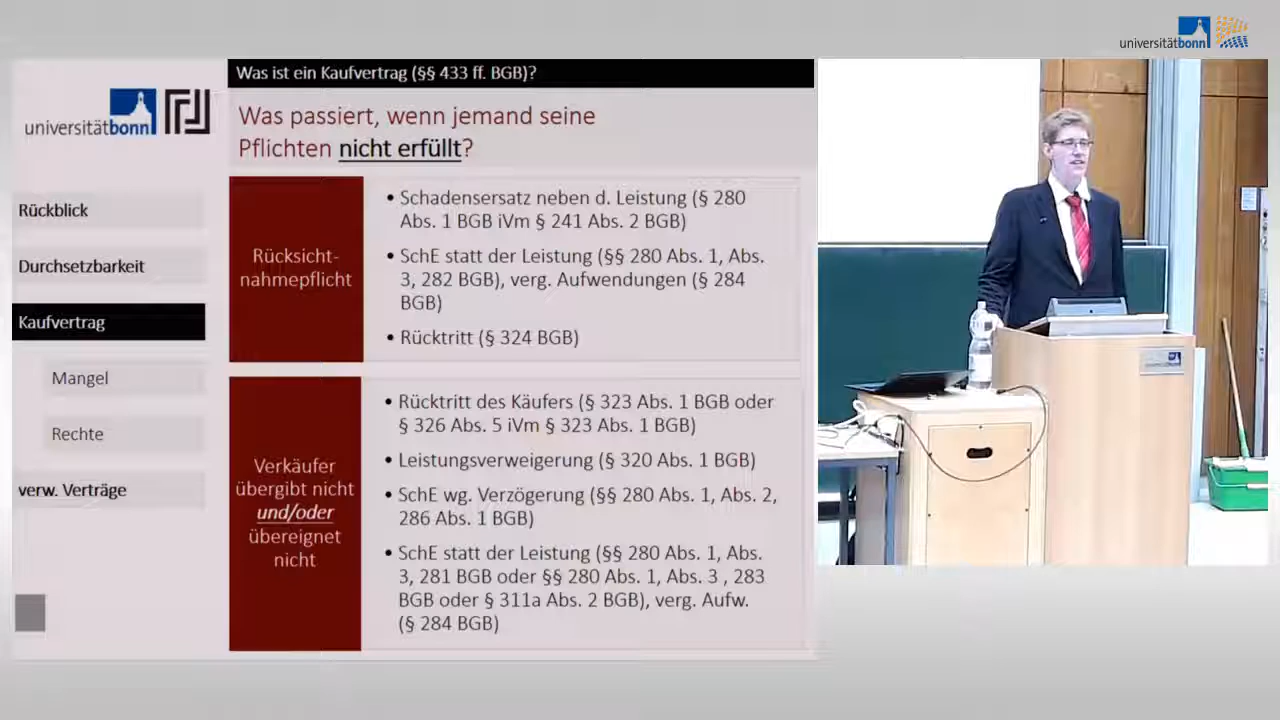 universitätbonn
Was ist ein Kaufvertrag (§§ 433 ff. BGB)?
universitätbonn
Was passiert, wenn jemand seine
Pflichten nicht erfüllt?
Rückblick
Durchsetzbarkeit
Kaufvertrag
Mangel
Rechte
verw. Verträge
Rücksicht-
nahmepflicht
• Schadensersatz neben d. Leistung (§ 280
Abs. 1 BGB iVm § 241 Abs. 2 BGB)
• SchE statt der Leistung (§§ 280 Abs. 1, Abs.
3, 282 BGB), verg. Aufwendungen (§ 284
BGB)
• Rücktritt (§ 324 BGB)
Verkäufer
übergibt nicht
und/oder
übereignet
nicht
• Rücktritt des Käufers (§ 323 Abs. 1 BGB oder
§ 326 Abs. 5 iVm § 323 Abs. 1 BGB)
• Leistungsverweigerung (§ 320 Abs. 1 BGB)
• SchE wg. Verzögerung (§§ 280 Abs. 1, Abs. 2,
286 Abs. 1 BGB)
• SchE statt der Leistung (§§ 280 Abs. 1, Abs.
3, 281 BGB oder §§ 280 Abs. 1, Abs. 3 , 283
BGB oder § 311a Abs. 2 BGB), verg. Aufw.
(§ 284 BGB)